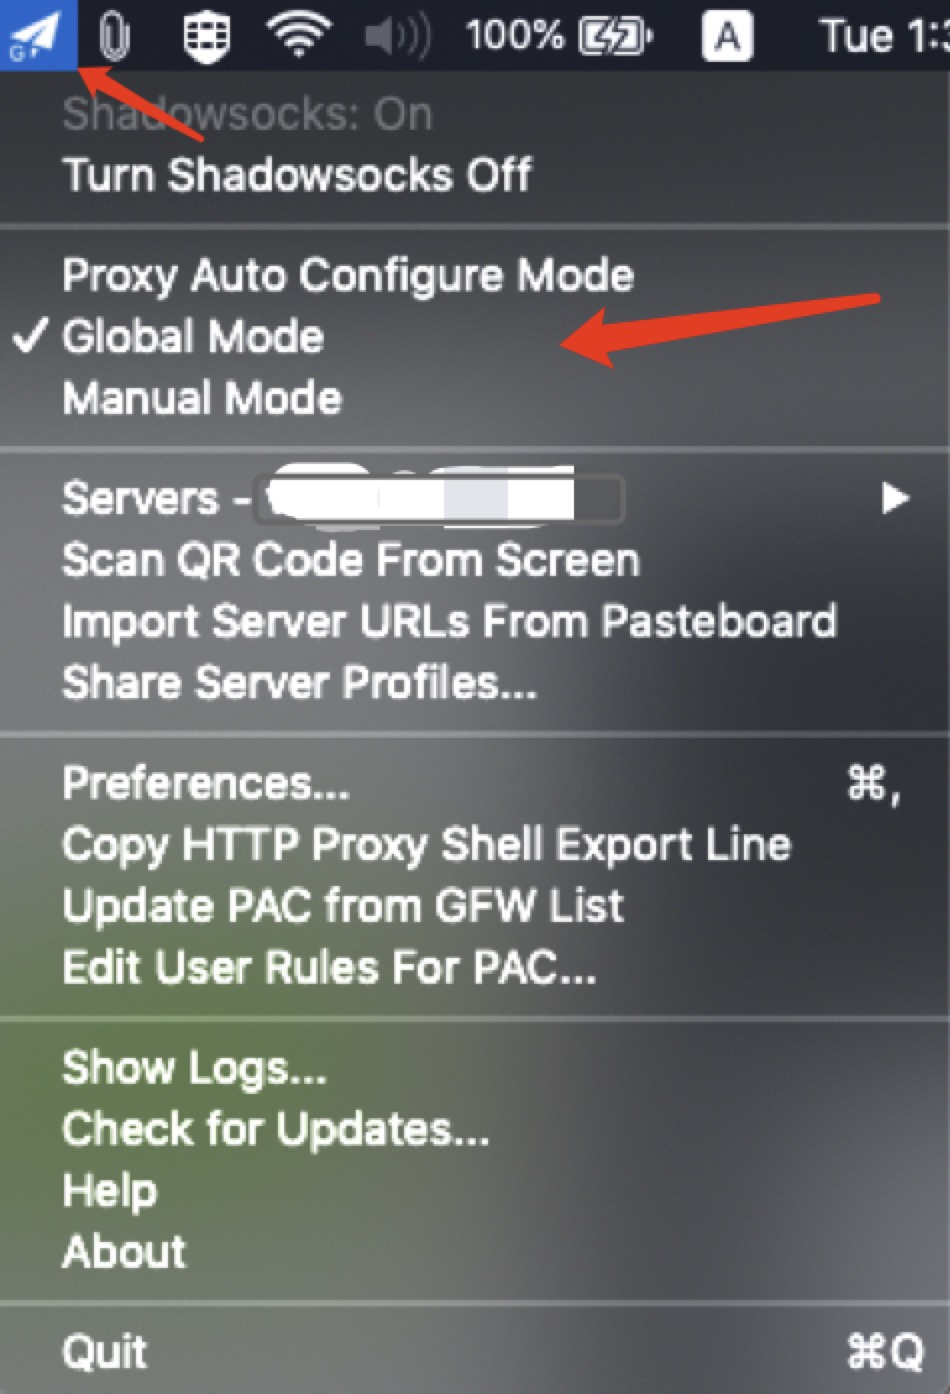 G
100% A Tue 1:3
Shadowsocks: On
Turn Shadowsocks Off
Proxy Auto Configure Mode
✓ Global Mode
Manual Mode
Servers -
Scan QR Code From Screen
Import Server URLs From Pasteboard
Share Server Profiles...
Preferences... ⌘,
Copy HTTP Proxy Shell Export Line
Update PAC from GFW List
Edit User Rules For PAC...
Show Logs...
Check for Updates...
Help
About
Quit ⌘Q